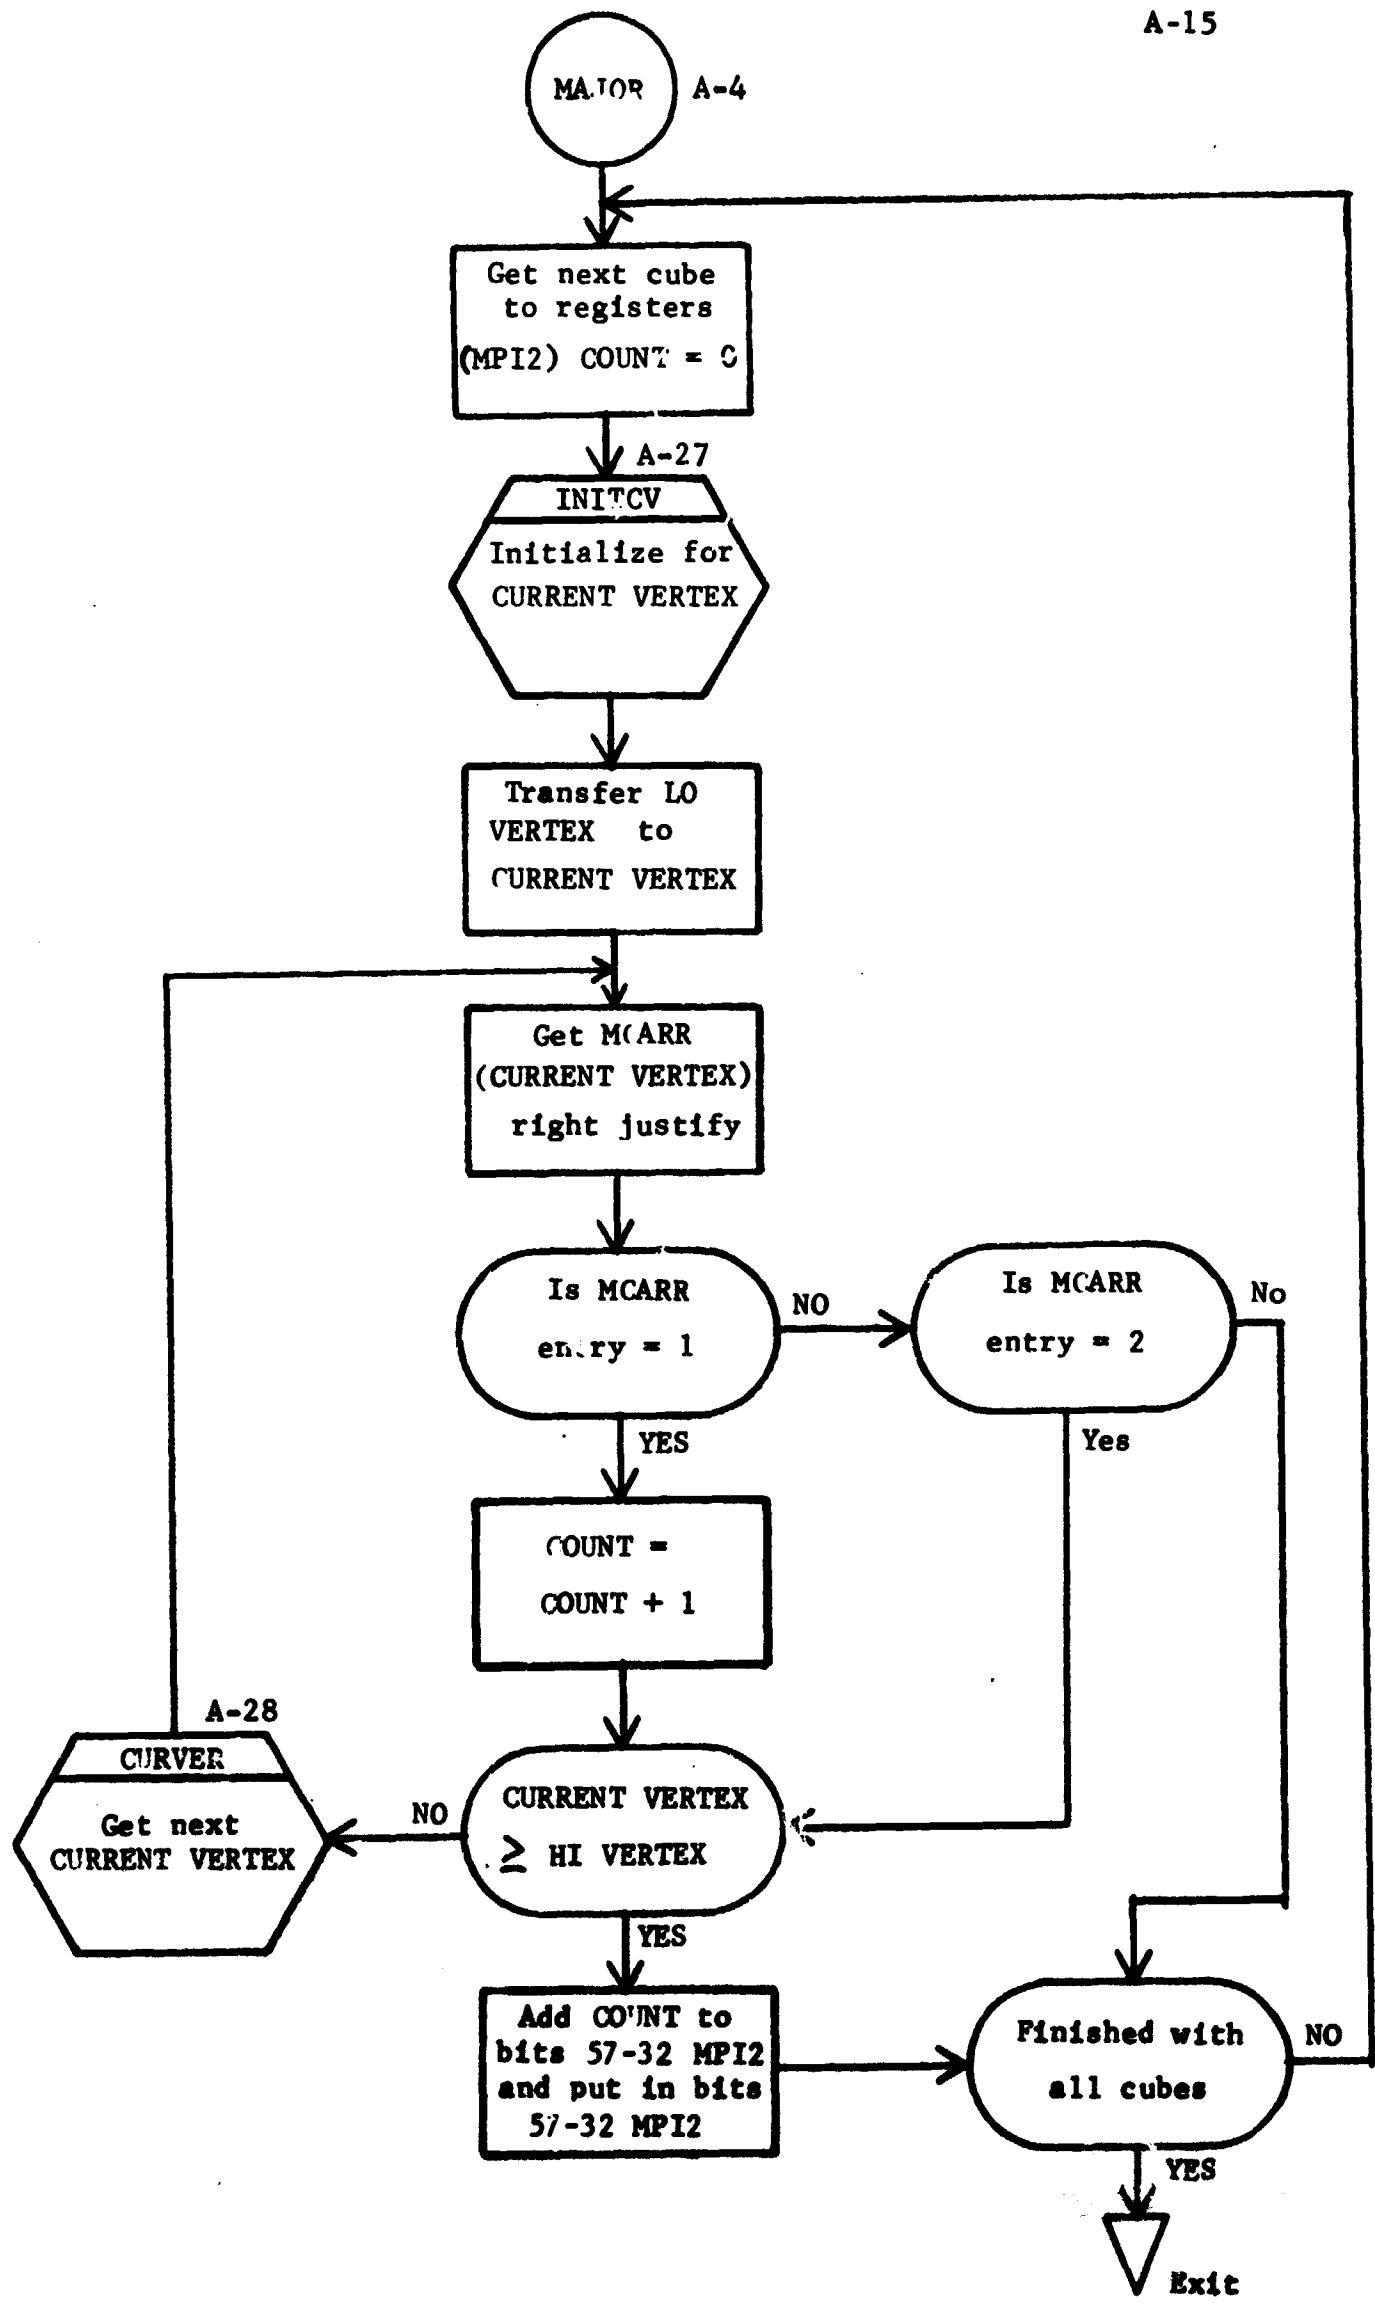 A-15
MAJOR
A-4
Get next cube
to registers
(MPI2) COUNT = 0
A-27
INITCV
Initialize for
CURRENT VERTEX
Transfer LO
VERTEX to
CURRENT VERTEX
Get MCARR
(CURRENT VERTEX)
right justify
Is MCARR
entry = 1
NO
Is MCARR
entry = 2
No
YES
Yes
COUNT =
COUNT + 1
A-28
CURVER
Get next
CURRENT VERTEX
NO
CURRENT VERTEX
≥ HI VERTEX
YES
Add COUNT to
bits 57-32 MPI2
and put in bits
57-32 MPI2
Finished with
all cubes
NO
YES
Exit